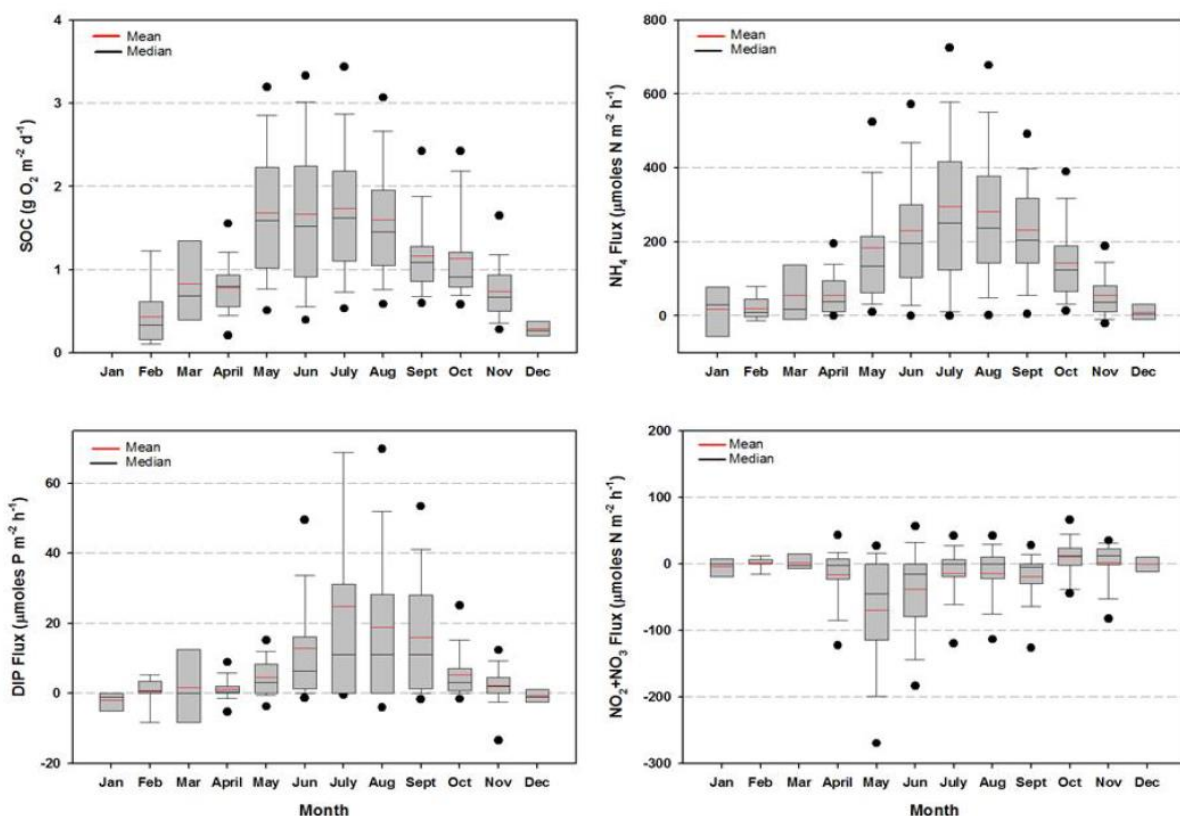 4
3
2
1
0
SOC (g O₂ m⁻² d⁻¹)
Mean
Median
Jan Feb Mar April May Jun July Aug Sept Oct Nov Dec
800
600
400
200
0
NH₄ Flux (μmoles N m⁻² h⁻¹)
Mean
Median
Jan Feb Mar April May Jun July Aug Sept Oct Nov Dec
60
40
20
0
-20
DIP Flux (μmoles P m⁻² h⁻¹)
Mean
Median
Jan Feb Mar April May Jun July Aug Sept Oct Nov Dec
Month
200
100
0
-100
-200
-300
NO₂+NO₃ Flux (μmoles N m⁻² h⁻¹)
Mean
Median
Jan Feb Mar April May Jun July Aug Sept Oct Nov Dec
Month